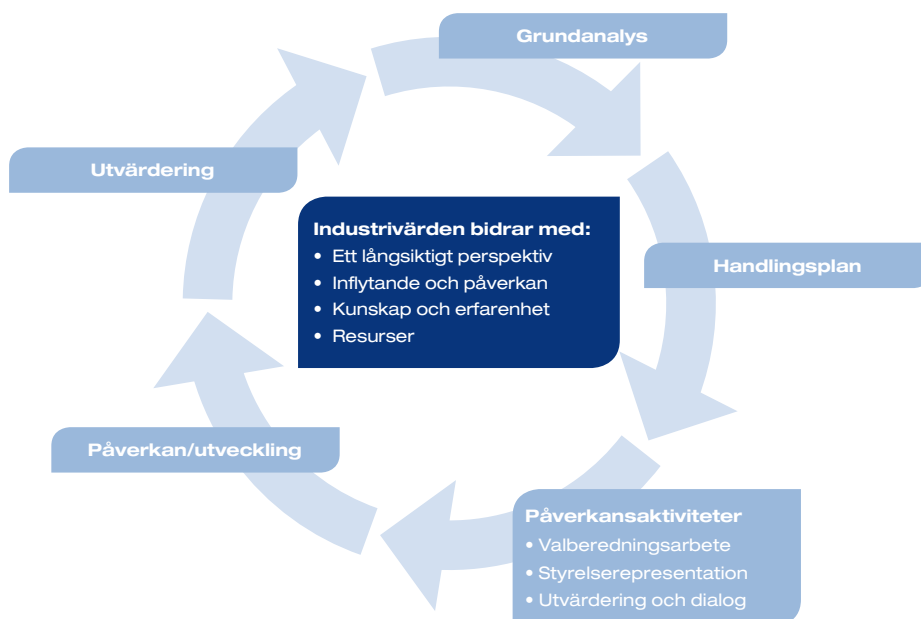 Grundanalys
Utvärdering
Industrivärden bidrar med:
• Ett långsiktigt perspektiv
• Inflytande och påverkan
• Kunskap och erfarenhet
• Resurser
Handlingsplan
Påverkan/utveckling
Påverkansaktiviteter
• Valberedningsarbete
• Styrelserepresentation
• Utvärdering och dialog